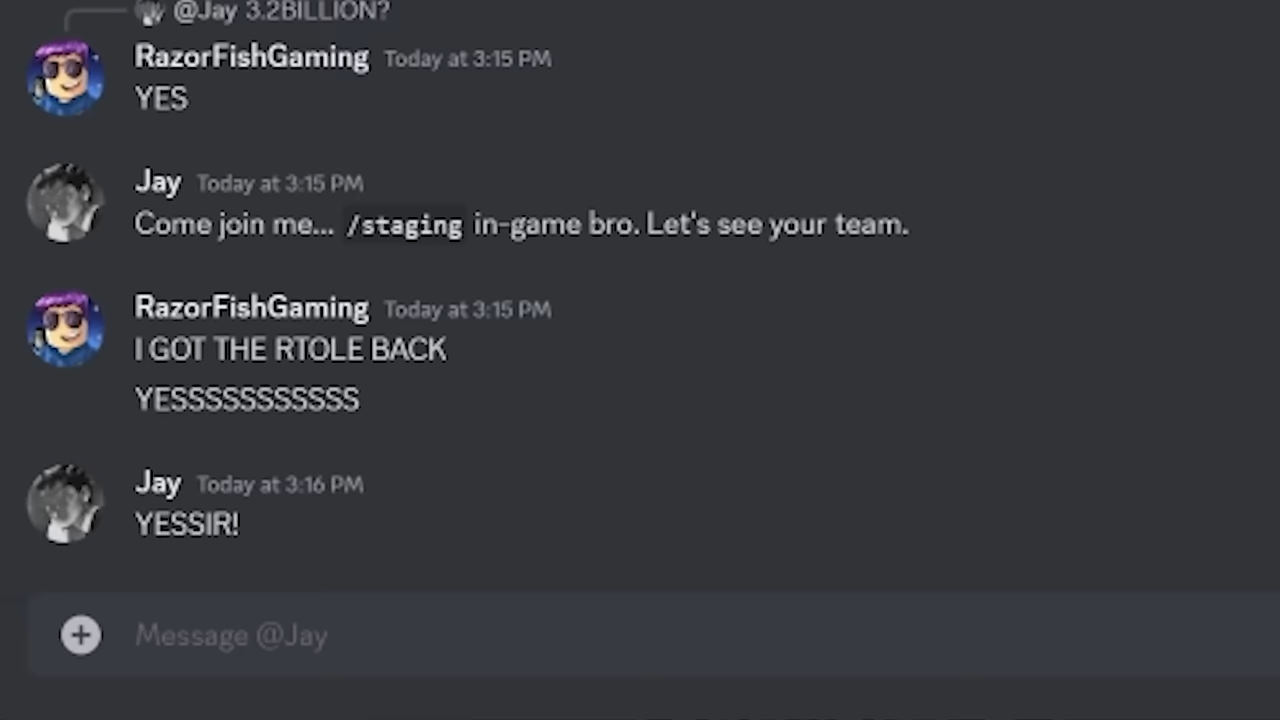 @Jay 3.2BILLION?
RazorFishGaming Today at 3:15 PM
YES
Jay Today at 3:15 PM
Come join me... /staging in-game bro. Let's see your team.
RazorFishGaming Today at 3:15 PM
I GOT THE RTOLE BACK
YESSSSSSSSSSS
Jay Today at 3:16 PM
YESSIR!
Message @Jay